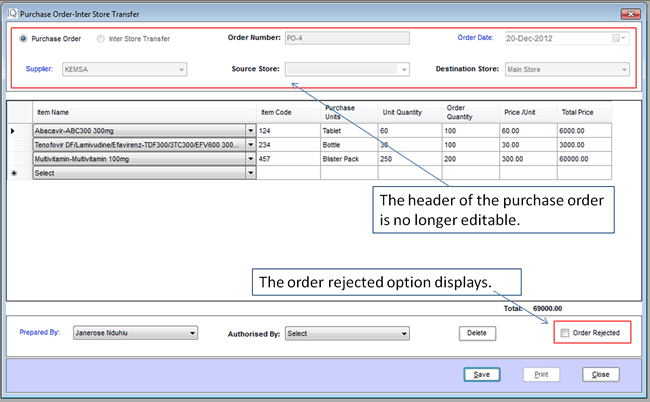 Purchase Order-Inter Store Transfer
Purchase Order Inter Store Transfer Order Number: PO-4 Order Date: 20-Dec-2012
Supplier: KEMSA Source Store: Destination Store: Main Store
Item Name Item Code Purchase Units Unit Quantity Order Quantity Price /Unit Total Price
Abacavir-ABC300 300mg 124 Tablet 60 100 60.00 6000.00
Tenofovir DF/Lamivudine/Efavirenz-TDF300/3TC300/EFV600 300... 234 Bottle 30 100 30.00 3000.00
Multivitamin-Multivitamin 100mg 457 Blister Pack 250 200 300.00 60000.00
Select
The header of the purchase order
is no longer editable.
The order rejected option displays.
Total: 69000.00
Prepared By: Janerose Nduhiu Authorised By: Select Delete Order Rejected
Save Print Close